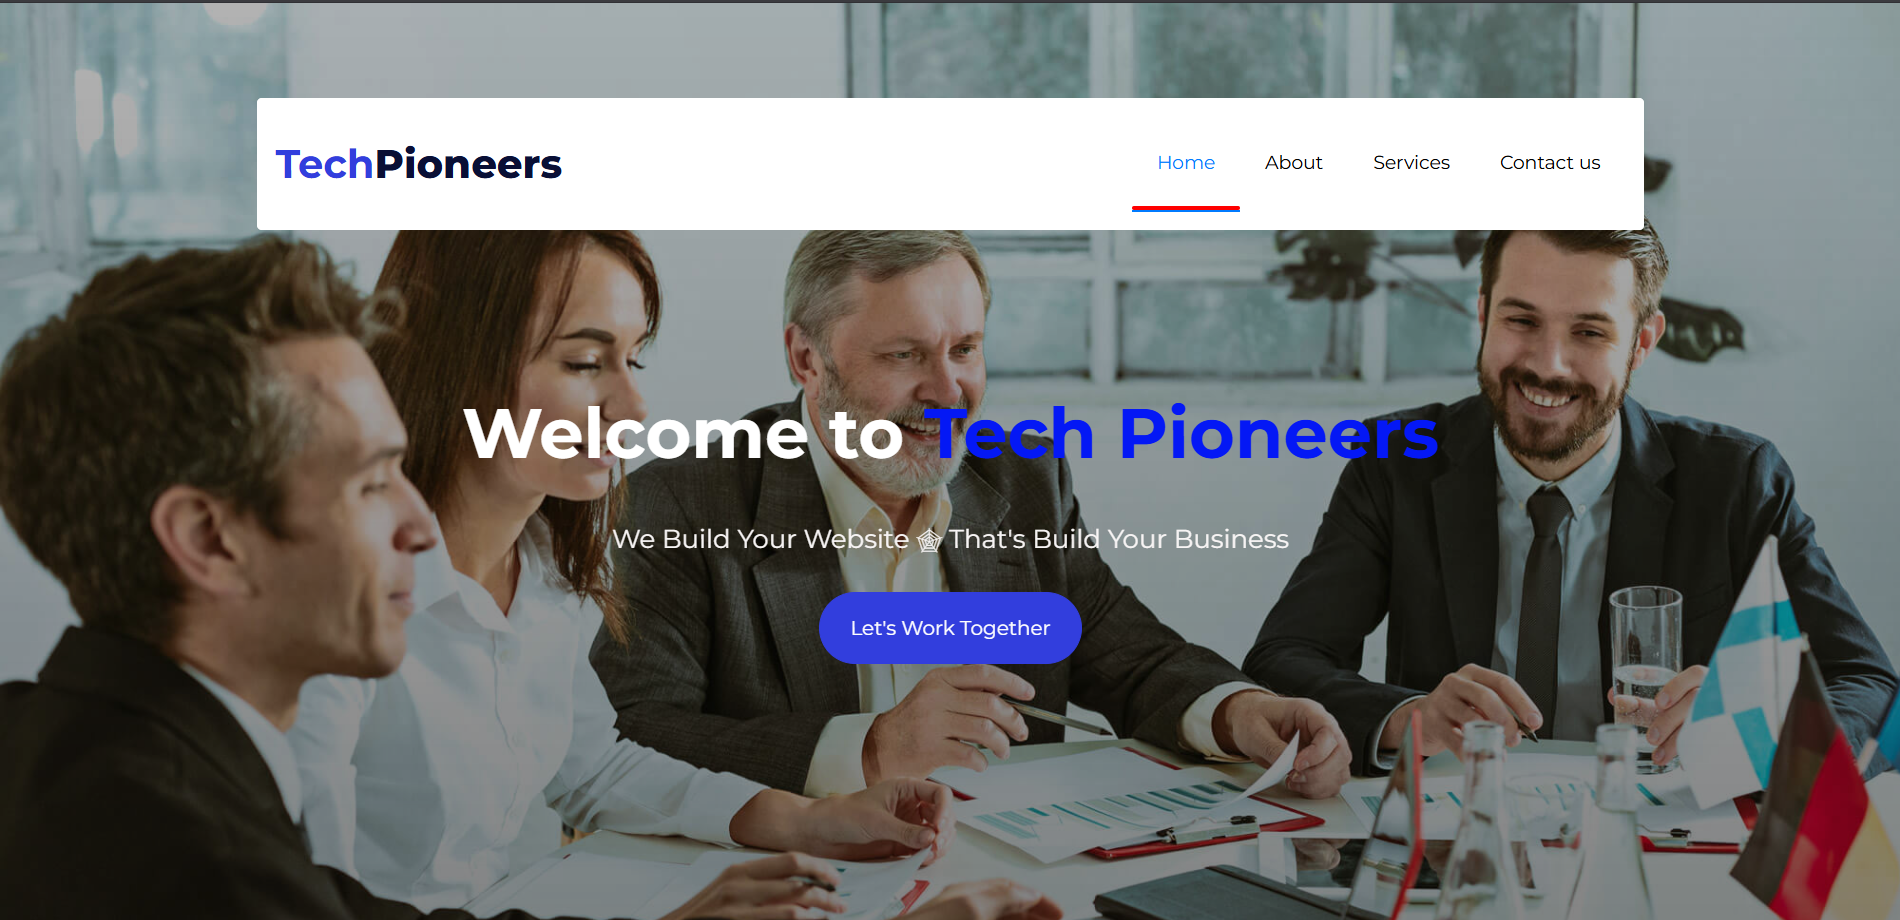 TechPioneers
Home About Services Contact us
Welcome to Tech Pioneers
We Build Your Website That's Build Your Business
Let's Work Together